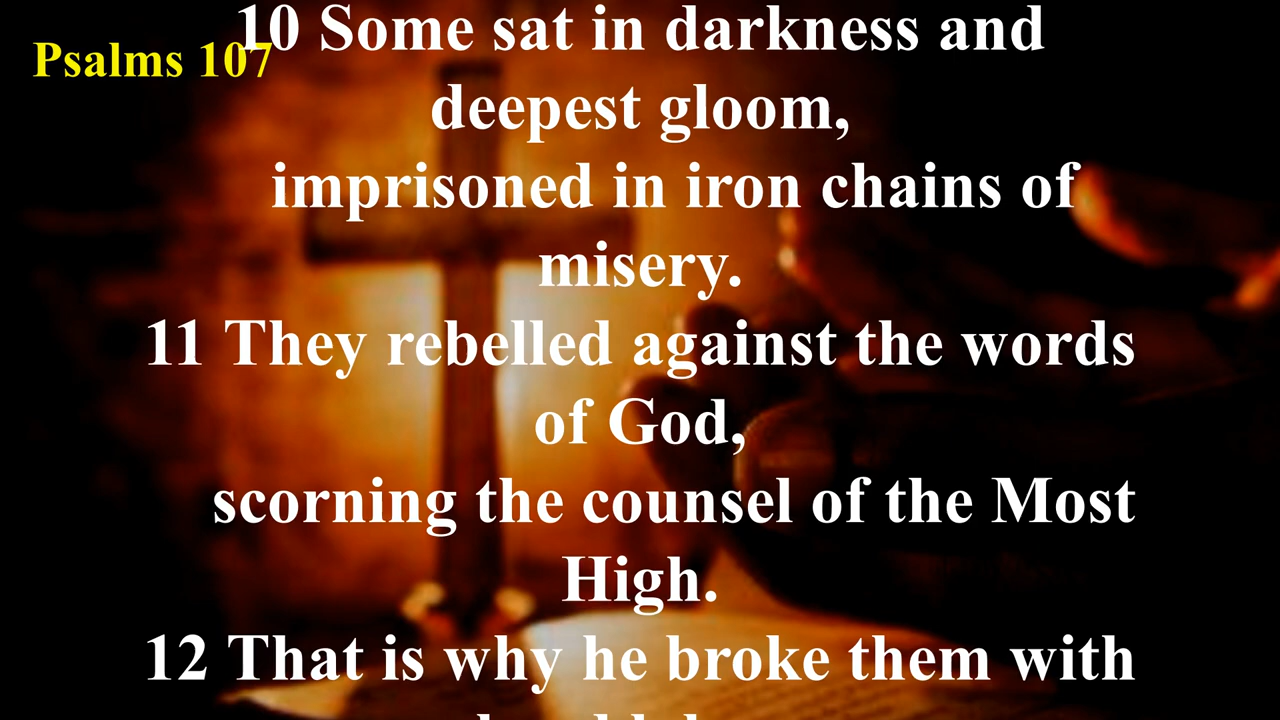 Psalms 107
10 Some sat in darkness and
deepest gloom,
imprisoned in iron chains of
misery.
11 They rebelled against the words
of God,
scorning the counsel of the Most
High.
12 That is why he broke them with